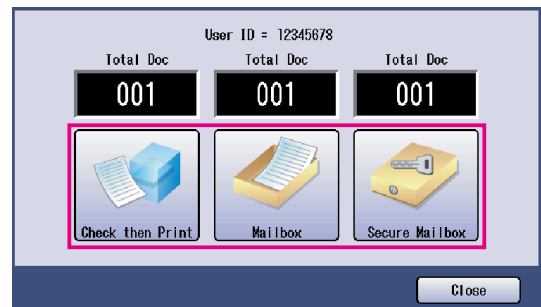 User ID = 12345678
Total Doc Total Doc Total Doc
001 001 001
Check then Print Mailbox Secure Mailbox
Close